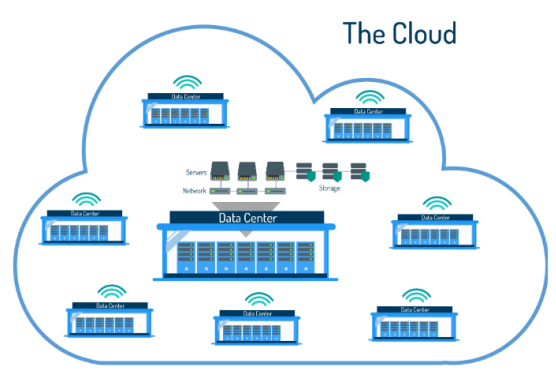 The Cloud
Data Center
Data Center
Servers
Storage
Network
Data Center
Data Center
Data Center
Data Center
Data Center
Data Center